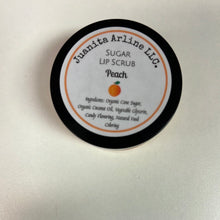 Juanita Arline LLC.
SUGAR
LIP SCRUB
Peach
Ingredients: Organic Cane Sugar,
Organic Coconut Oil, Vegetable Glycerin,
Candy Flavoring, Natural Food
Coloring